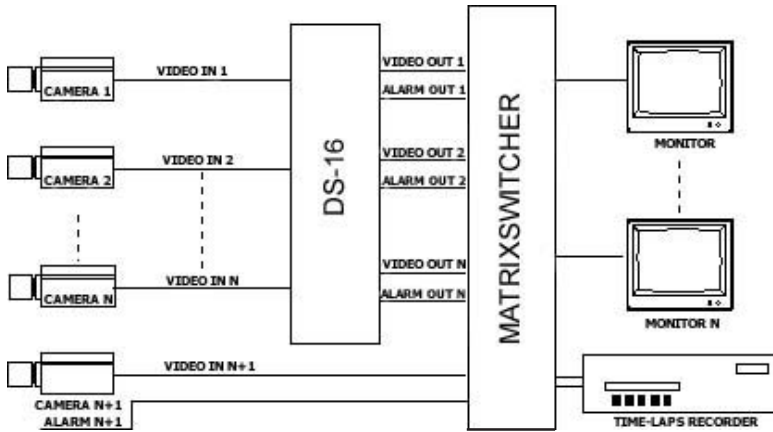 CAMERA 1
VIDEO IN 1
VIDEO OUT 1
ALARM OUT 1
CAMERA 2
VIDEO IN 2
VIDEO OUT 2
ALARM OUT 2
CAMERA N
VIDEO IN N
VIDEO OUT N
ALARM OUT N
DS-16
MATRIXSWITCHER
MONITOR
MONITOR N
VIDEO IN N+1
CAMERA N+1
ALARM N+1
TIME-LAPS RECORDER